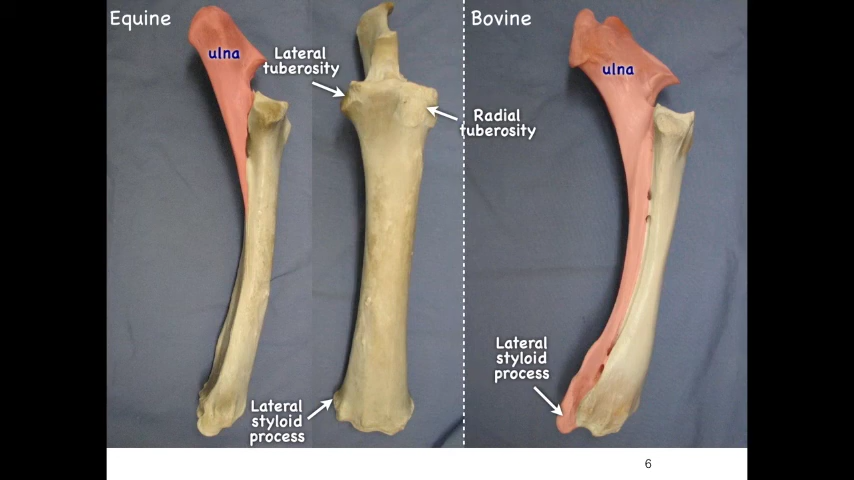 Equine
Bovine
ulna
Lateral
tuberosity
ulna
Radial
tuberosity
Lateral
styloid
process
Lateral
styloid
process
6